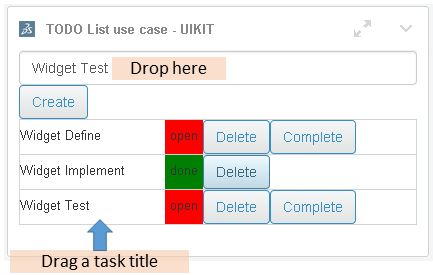 TODO List use case - UIKIT
Widget Test Drop here
Create
Widget Define open Delete Complete
Widget Implement done Delete
Widget Test open Delete Complete
Drag a task title